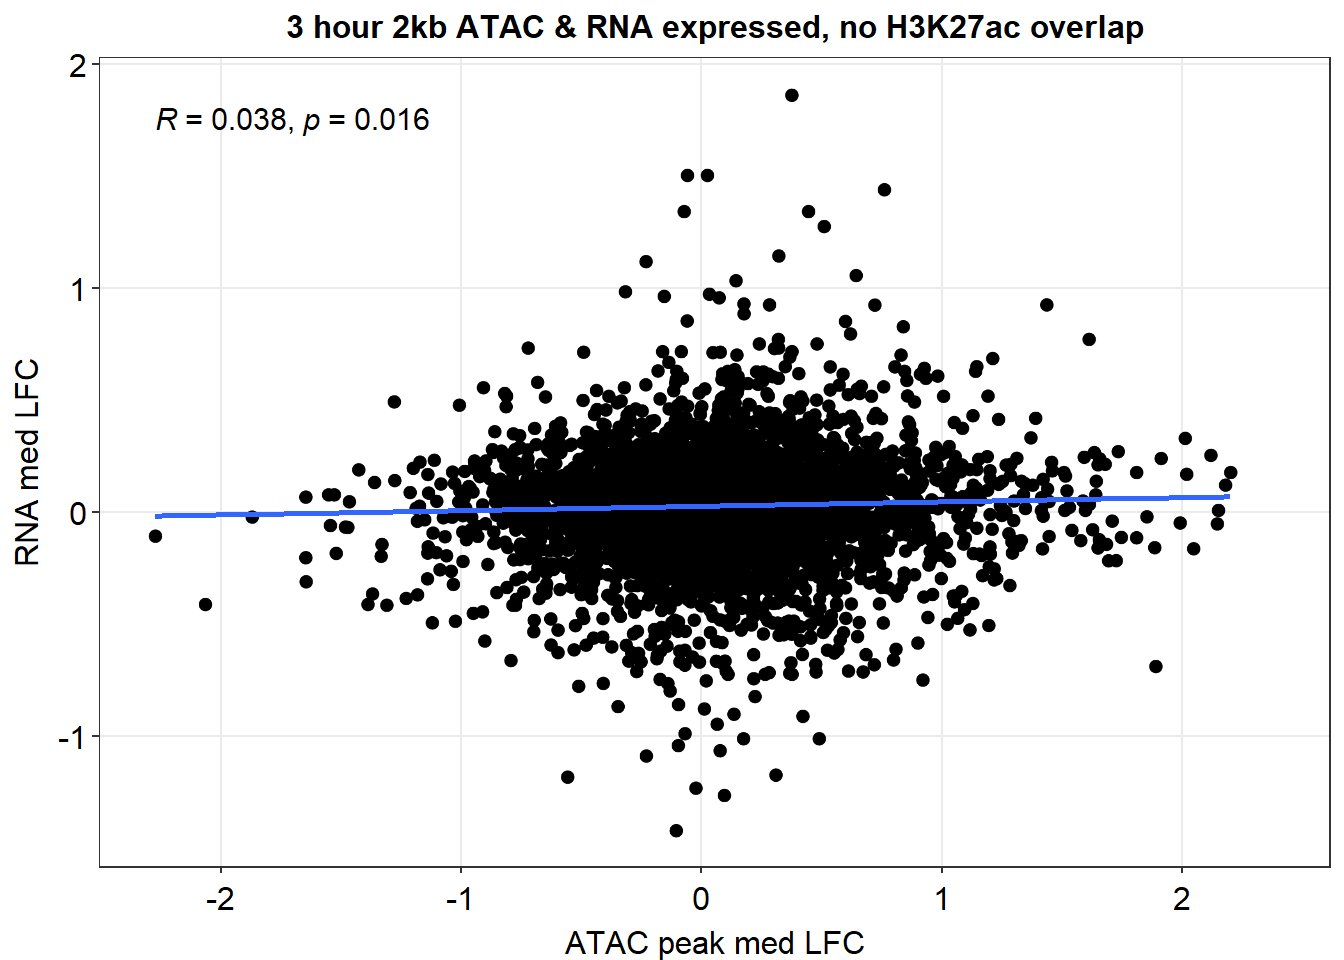 3 hour 2kb ATAC & RNA expressed, no H3K27ac overlap
R = 0.038, p = 0.016
RNA med LFC
2
1
0
-1
-2
-1
0
1
2
ATAC peak med LFC